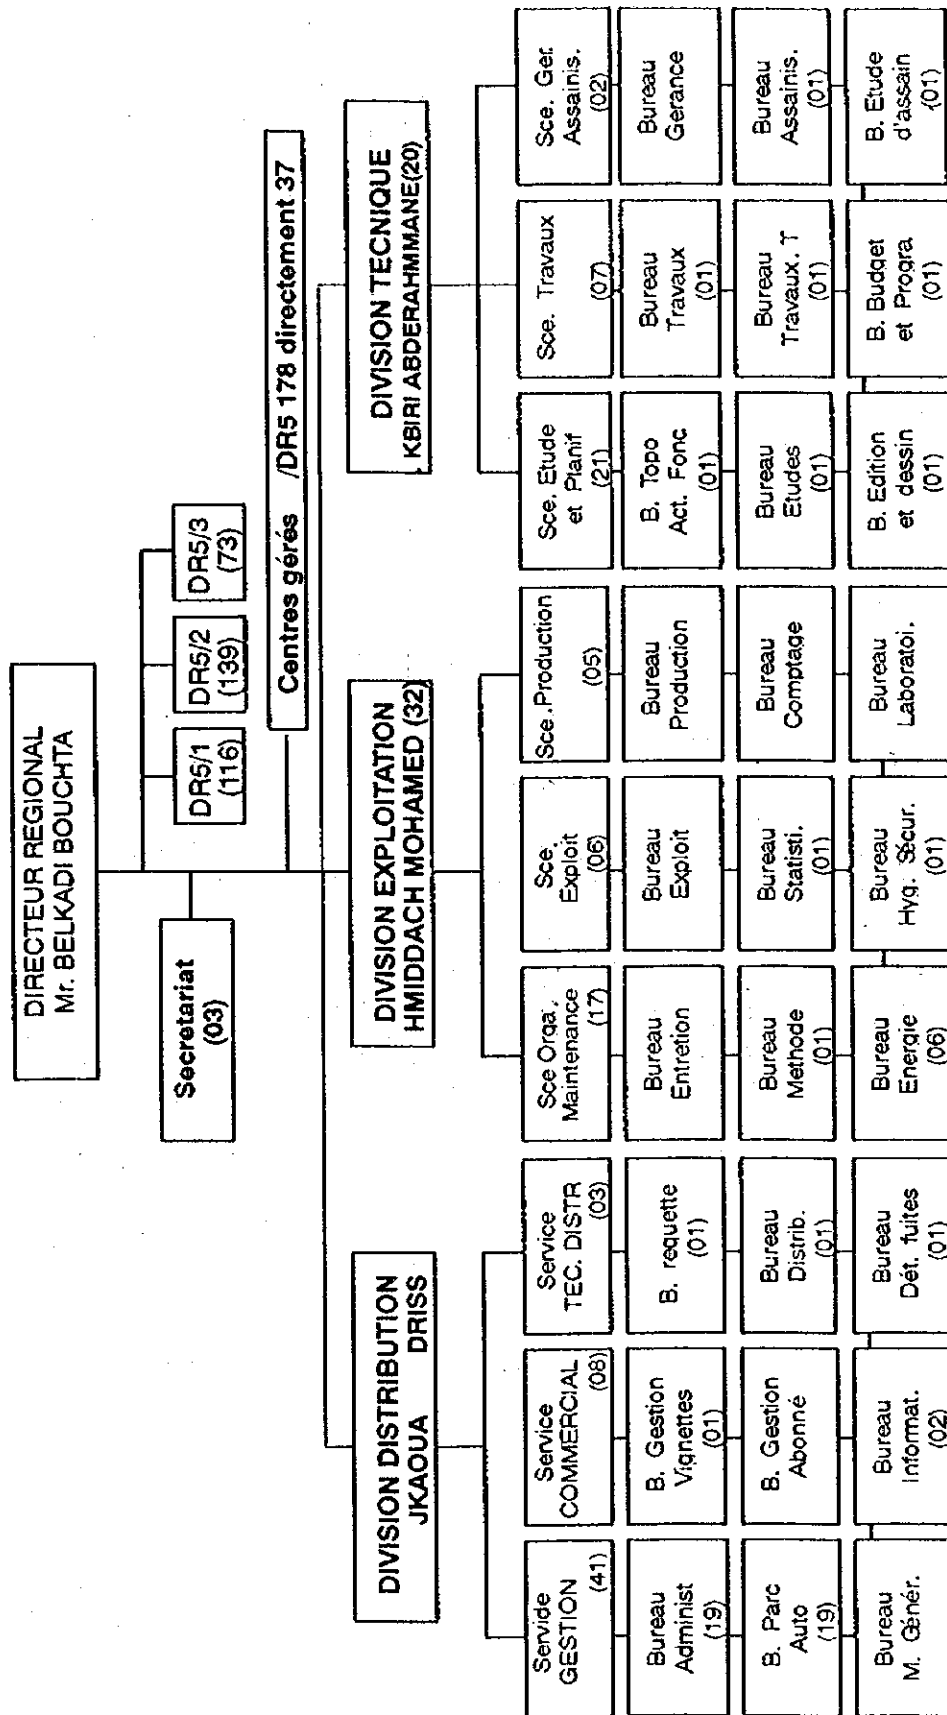 DIRECTEUR REGIONAL
Mr. BELKADI BOUCHTA
Secretariat
(03)
DR5/1
(116)
DR5/2
(139)
DR5/3
(73)
Centres gérés /DR5 178 directement 37
DIVISION DISTRIBUTION
JKAOUA DRISS
DIVISION EXPLOITATION
HMIDDACH MOHAMED (32)
DIVISION TECNIQUE
KBIRI ABDERAHMMANE(20)
Servide
GESTION
(41)
Service
COMMERCIAL
(08)
Service
TEC. DISTR
(03)
Sce Orga,
Maintenance
(17)
Sce.
Exploit
(06)
Sce. Production
(05)
Sce. Etude
et Planif
(21)
Sce. Travaux
(07)
Sce. Ger.
Assainis.
(02)
Bureau
Administ
(19)
B. Gestion
Vignettes
(01)
B. requette
(01)
Bureau
Entretion
Bureau
Exploit
Bureau
Production
B. Topo
Act. Fonc.
(01)
Bureau
Travaux
(01)
Bureau
Gerance
B. Parc
Auto
(19)
B. Gestion
Abonné
Bureau
Distrib.
(01)
Bureau
Methode
(01)
Bureau
Statisti.
(01)
Bureau
Comptage
Bureau
Etudes
(01)
Bureau
Travaux. T
(01)
Bureau
Assainis.
(01)
Bureau
M. Génér.
Bureau
Informat.
(02)
Bureau
Dét. fuites
(01)
Bureau
Energie
(06)
Bureau
Hyg. Sécur.
(01)
Bureau
Laboratoi.
B. Edition
et dessin
(01)
B. Budget
et Progra.
(01)
B. Etude
d'assain
(01)